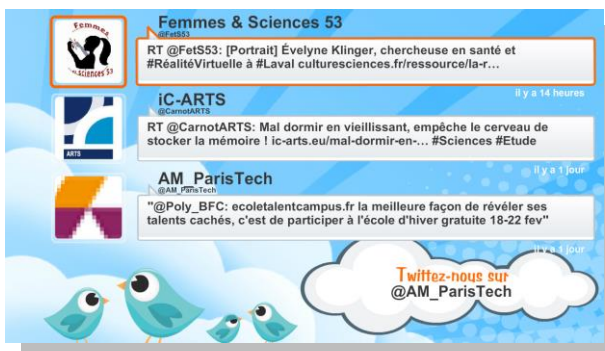 Femmes
sciences 53
Femmes & Sciences 53
@FetS53
RT @FetS53: [Portrait] Évelyne Klinger, chercheuse en santé et
#RéalitéVirtuelle à #Laval culturesciences.fr/ressource/la-r…
il y a 14 heures
ARTS
iC-ARTS
@CarnotARTS
RT @CarnotARTS: Mal dormir en vieillissant, empêche le cerveau de
stocker la mémoire ! ic-arts.eu/mal-dormir-en-… #Sciences #Etude
il y a 1 jour
AM_ParisTech
@AM_ParisTech
"@Poly_BFC: ecoletalentcampus.fr la meilleure façon de révéler ses
talents cachés, c'est de participer à l'école d'hiver gratuite 18-22 fev"
il y a 1 jour
Twittez-nous sur
@AM_ParisTech